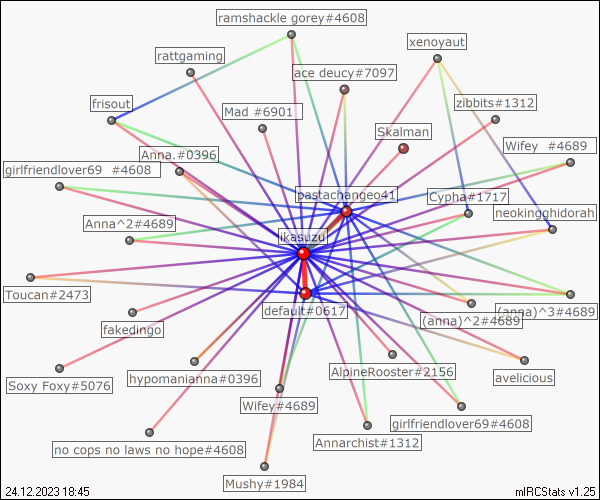 ramshackle gorey#4608
xenoyaut
rattgaming
ace deucy#7097
frisout
Mad #6901
zibbits#1312
Skalman
Wifey #4689
Anna.#0396
girlfriendlover69 #4608
pastachangeo41
Cypha#1717
neokingghidorah
Anna^2#4689
ikasuzu
Toucan#2473
default#0617
(anna)^2#4689
(anna)^3#4689
fakedingo
Soxy Foxy#5076
hypomanianna#0396
AlpineRooster#2156
avelicious
Wifey#4689
girlfriendlover69#4608
no cops no laws no hope#4608
Annarchist#1312
Mushy#1984
24.12.2023 18:45
mIRCStats v1.25